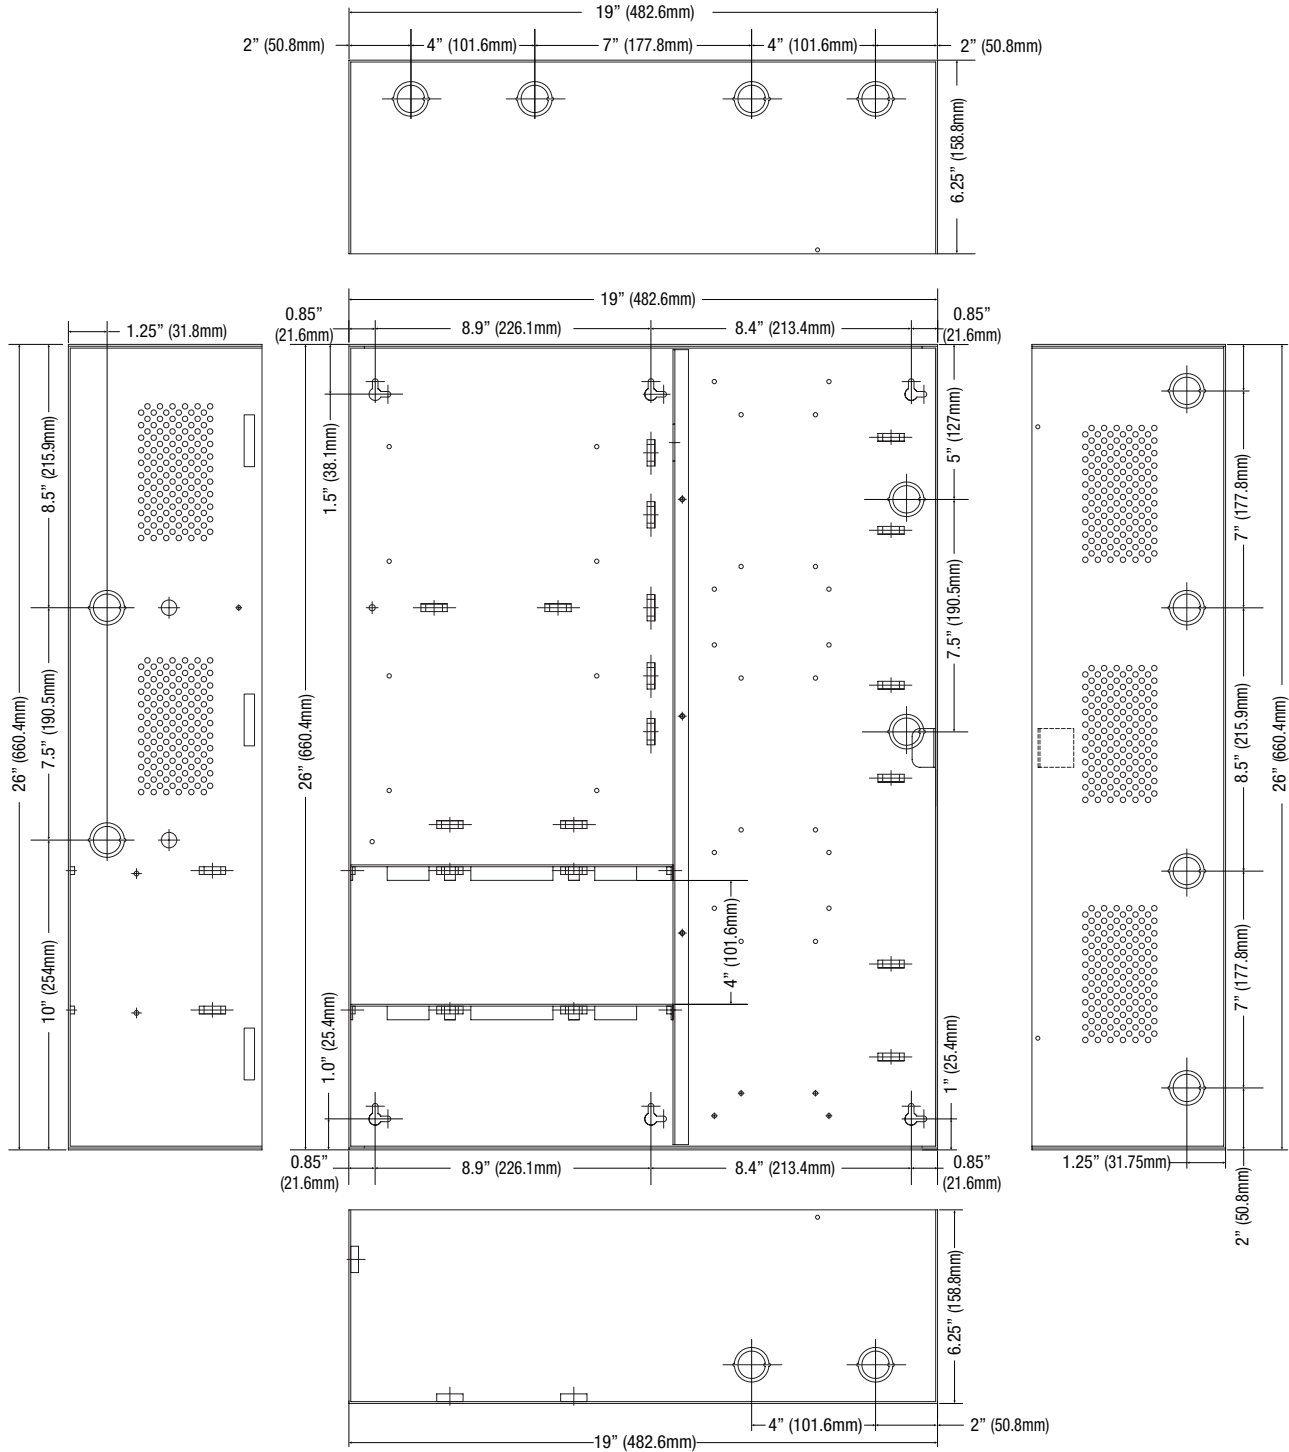 19” (482.6mm)
2” (50.8mm)
4” (101.6mm)
7” (177.8mm)
4” (101.6mm)
2” (50.8mm)
6.25” (158.8mm)
19” (482.6mm)
0.85”
(21.6mm)
8.9” (226.1mm)
8.4” (213.4mm)
0.85”
(21.6mm)
1.25” (31.8mm)
8.5” (215.9mm)
7.5” (190.5mm)
26” (660.4mm)
10” (254mm)
1.5” (38.1mm)
26” (660.4mm)
1.0” (25.4mm)
5” (127mm)
7.5” (190.5mm)
4” (101.6mm)
1” (25.4mm)
7” (177.8mm)
8.5” (215.9mm)
26” (660.4mm)
7” (177.8mm)
1.25” (31.75mm)
2” (50.8mm)
0.85”
(21.6mm)
8.9” (226.1mm)
8.4” (213.4mm)
0.85”
(21.6mm)
6.25” (158.8mm)
4” (101.6mm)
2” (50.8mm)
19” (482.6mm)